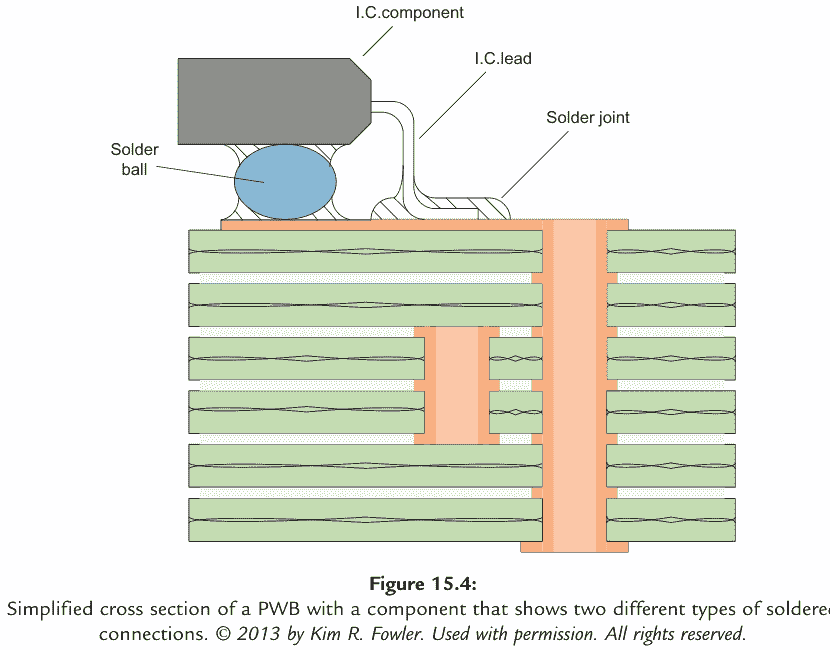 I.C.component
I.C.lead
Solder joint
Solder
ball
Figure 15.4:
Simplified cross section of a PWB with a component that shows two different types of
connections. © 2013 by Kim R. Fowler. Used with permission. All rights reserved.